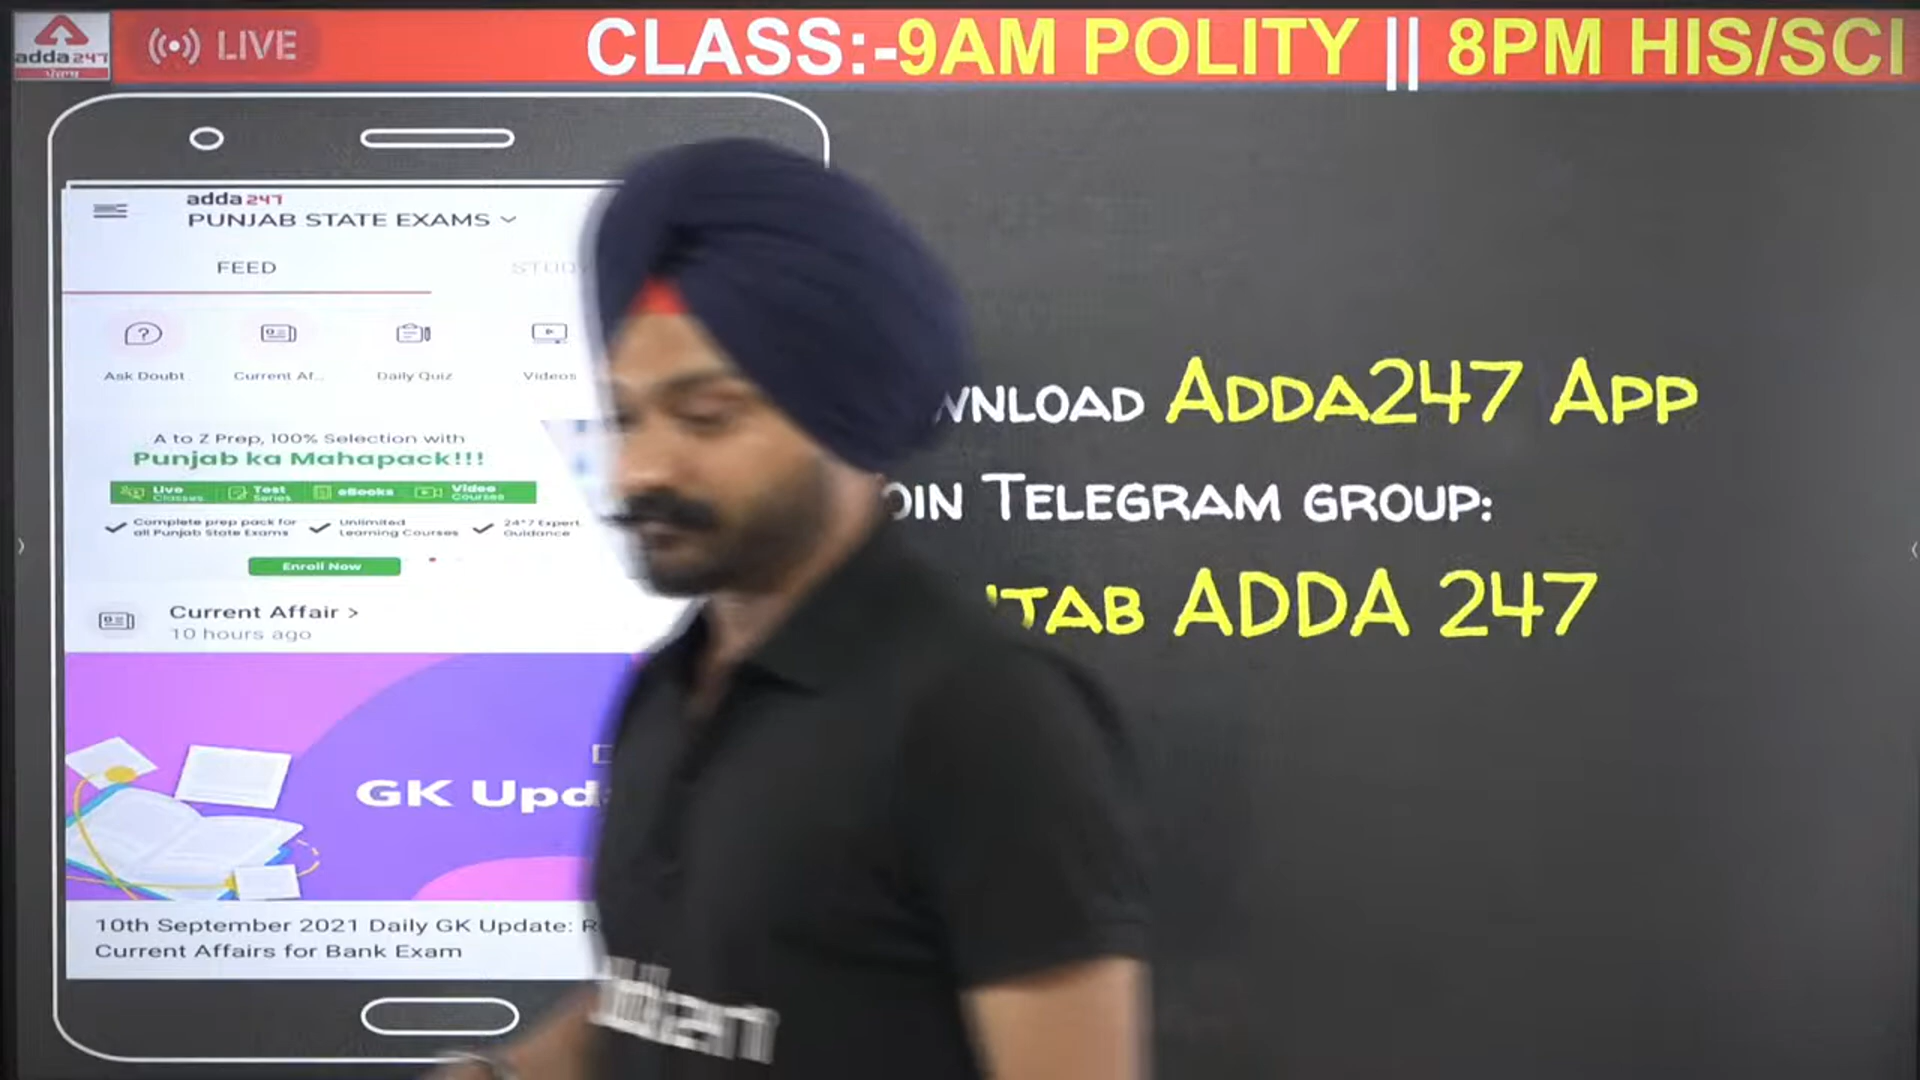 adda247
ਪੰਜਾਬ
LIVE
CLASS:-9AM POLITY || 8PM HIS/SCI
adda247
PUNJAB STATE EXAMS
FEED
Ask Doubt
Current Af...
Daily Quiz
Videos
A to Z Prep, 100% Selection with
Punjab ka Mahapack!!!
Live Classes
Test Series
eBooks
Video Courses
Complete prep pack for
all Punjab State Exams
Unlimited
Learning Courses
24*7 Expert
Guidance
Enroll Now
Current Affair >
10 hours ago
GK Upd
10th September 2021 Daily GK Update: R
Current Affairs for Bank Exam
WNLOAD ADDA247 APP
OIN TELEGRAM GROUP:
JAB ADDA 247